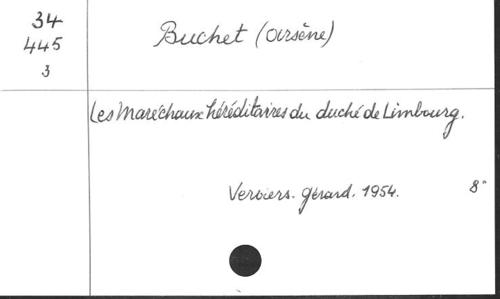 34
445
3
Buchet (Arsène)
Les Maréchaux héréditaires du duché de Limbourg.
Verviers. Gérard. 1954. 8°